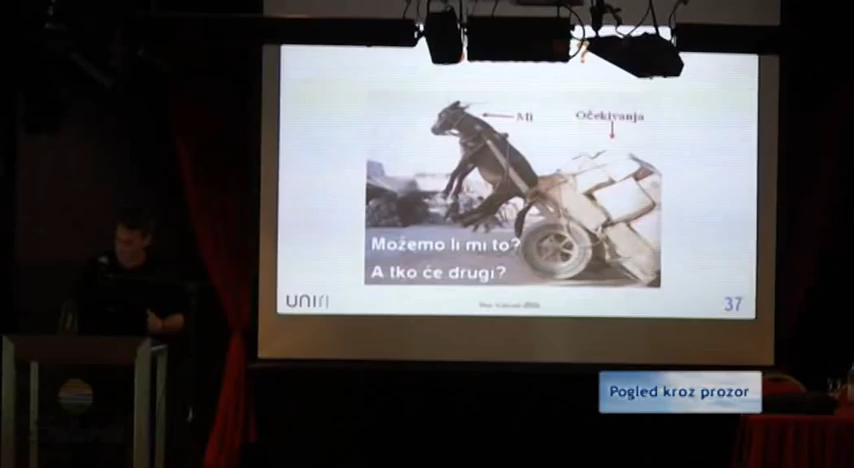 Mi
Očekivanja
Možemo li mi to?
A tko će drugi?
uniri
37
Pogled kroz prozor